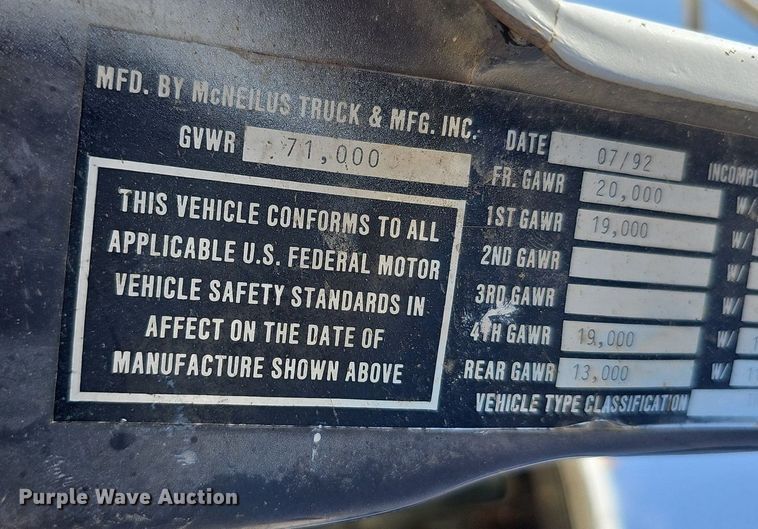 MFD. BY McNEILUS TRUCK & MFG. INC.
GVWR 71,000
THIS VEHICLE CONFORMS TO ALL
APPLICABLE U.S. FEDERAL MOTOR
VEHICLE SAFETY STANDARDS IN
AFFECT ON THE DATE OF
MANUFACTURE SHOWN ABOVE
DATE 07/92
FR. GAWR 20,000 W/
1ST GAWR 19,000 W/
2ND GAWR W/
3RD GAWR W/
4TH GAWR 19,000 W/
REAR GAWR 13,000 W/
VEHICLE TYPE CLASSIFICATION
Purple Wave Auction